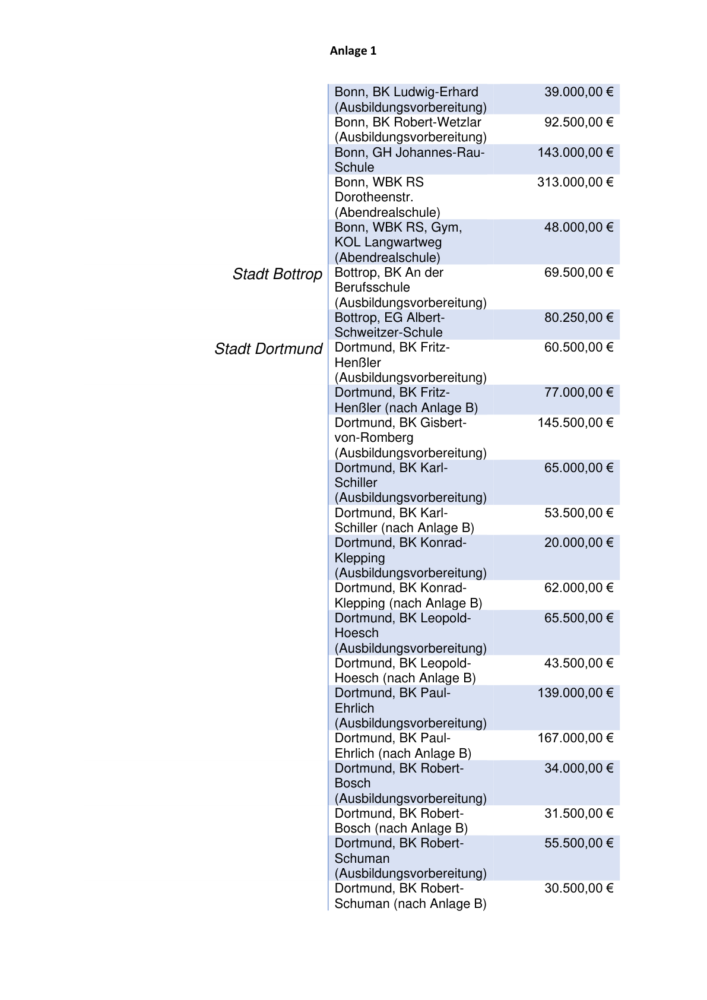 Anlage 1
Bonn, BK Ludwig-Erhard 39.000,00 €
(Ausbildungsvorbereitung)
Bonn, BK Robert-Wetzlar 92.500,00 €
(Ausbildungsvorbereitung)
Bonn, GH Johannes-Rau- 143.000,00 €
Schule
Bonn, WBK RS 313.000,00 €
Dorotheenstr.
(Abendrealschule)
Bonn, WBK RS, Gym, 48.000,00 €
KOL Langwartweg
(Abendrealschule)
Stadt Bottrop Bottrop, BK An der 69.500,00 €
Berufsschule
(Ausbildungsvorbereitung)
Bottrop, EG Albert- 80.250,00 €
Schweitzer-Schule
Stadt Dortmund Dortmund, BK Fritz- 60.500,00 €
Henßler
(Ausbildungsvorbereitung)
Dortmund, BK Fritz- 77.000,00 €
Henßler (nach Anlage B)
Dortmund, BK Gisbert- 145.500,00 €
von-Romberg
(Ausbildungsvorbereitung)
Dortmund, BK Karl- 65.000,00 €
Schiller
(Ausbildungsvorbereitung)
Dortmund, BK Karl- 53.500,00 €
Schiller (nach Anlage B)
Dortmund, BK Konrad- 20.000,00 €
Klepping
(Ausbildungsvorbereitung)
Dortmund, BK Konrad- 62.000,00 €
Klepping (nach Anlage B)
Dortmund, BK Leopold- 65.500,00 €
Hoesch
(Ausbildungsvorbereitung)
Dortmund, BK Leopold- 43.500,00 €
Hoesch (nach Anlage B)
Dortmund, BK Paul- 139.000,00 €
Ehrlich
(Ausbildungsvorbereitung)
Dortmund, BK Paul- 167.000,00 €
Ehrlich (nach Anlage B)
Dortmund, BK Robert- 34.000,00 €
Bosch
(Ausbildungsvorbereitung)
Dortmund, BK Robert- 31.500,00 €
Bosch (nach Anlage B)
Dortmund, BK Robert- 55.500,00 €
Schuman
(Ausbildungsvorbereitung)
Dortmund, BK Robert- 30.500,00 €
Schuman (nach Anlage B)